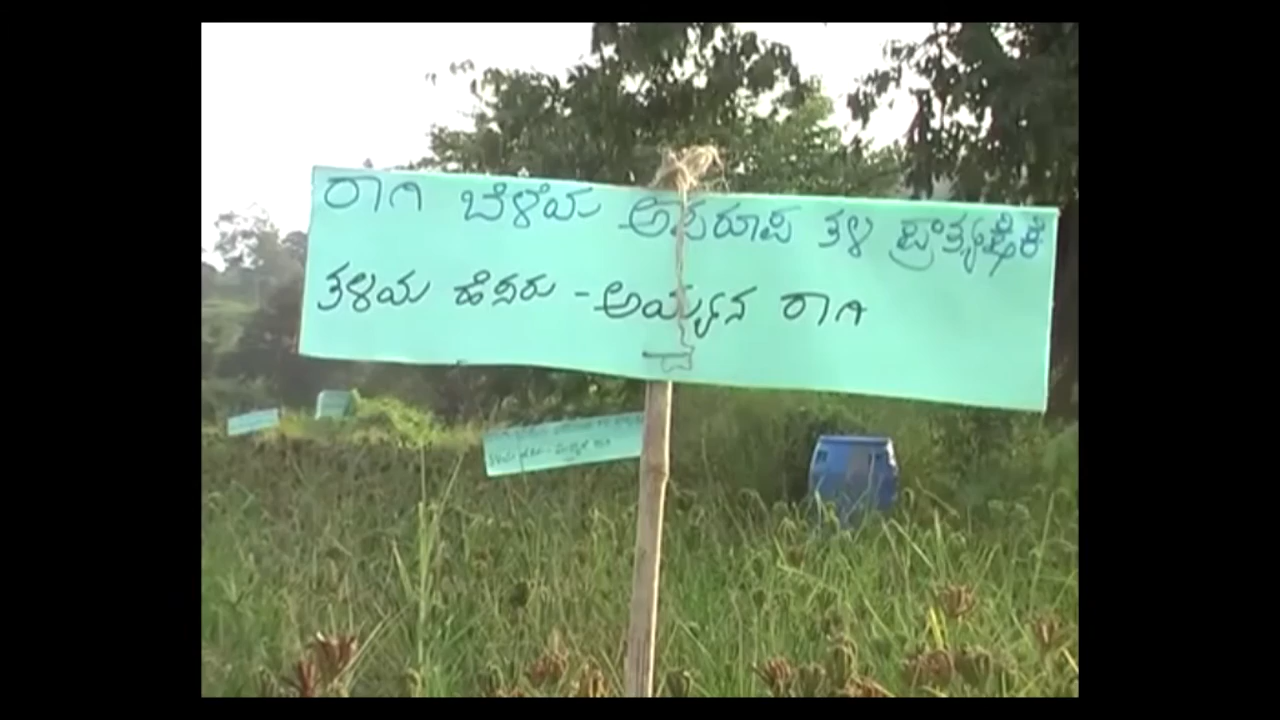 ರಾಗಿ ಬೆಳೆಯ ಅಪರೂಪ ತಳಿ ಪ್ರಾತ್ಯಕ್ಷಿಕೆ
ತಳಿಯ ಹೆಸರು - ಅಯ್ಯನ ರಾಗಿ